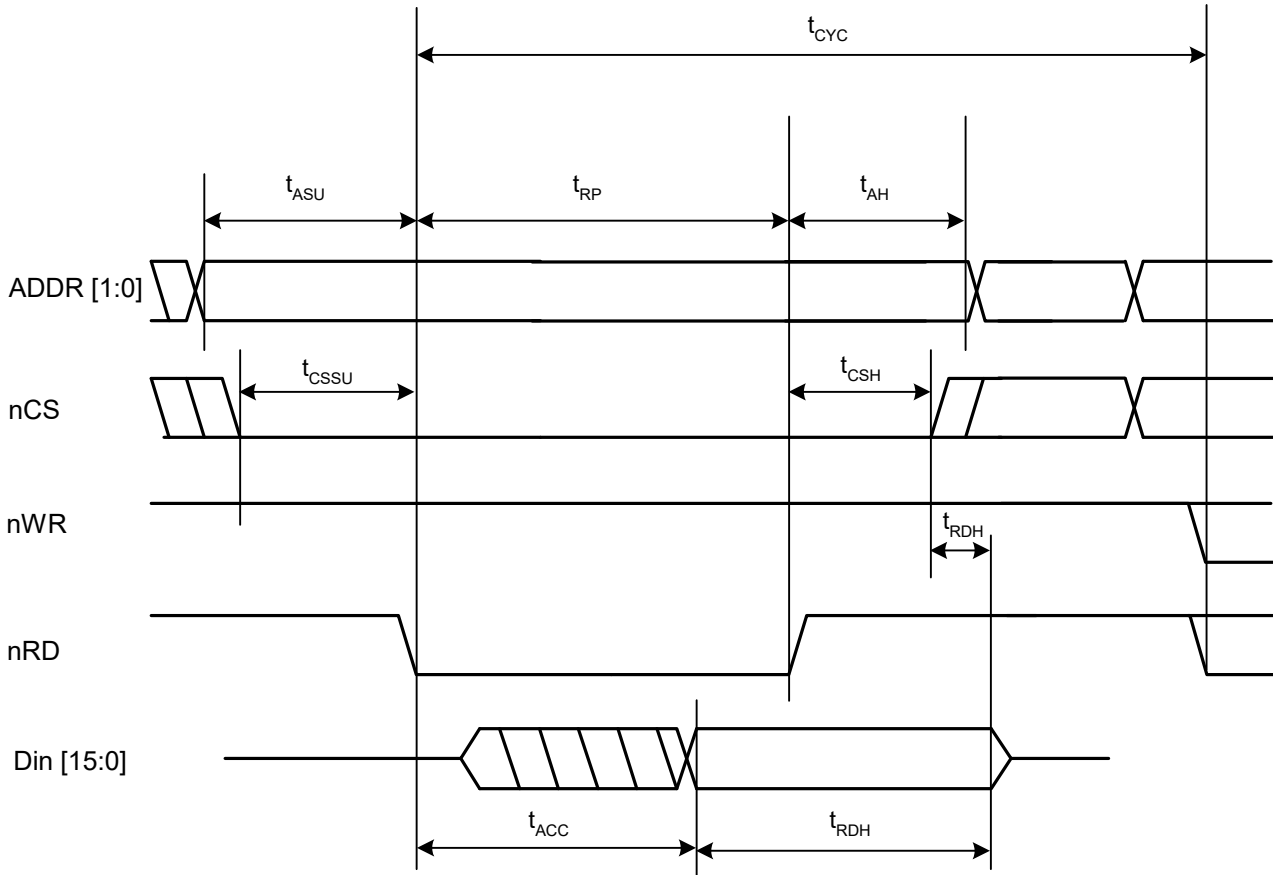 tCYC
tASU
tRP
tAH
ADDR [1:0]
tCSSU
tCSH
nCS
nWR
tRDH
nRD
Din [15:0]
tACC
tRDH